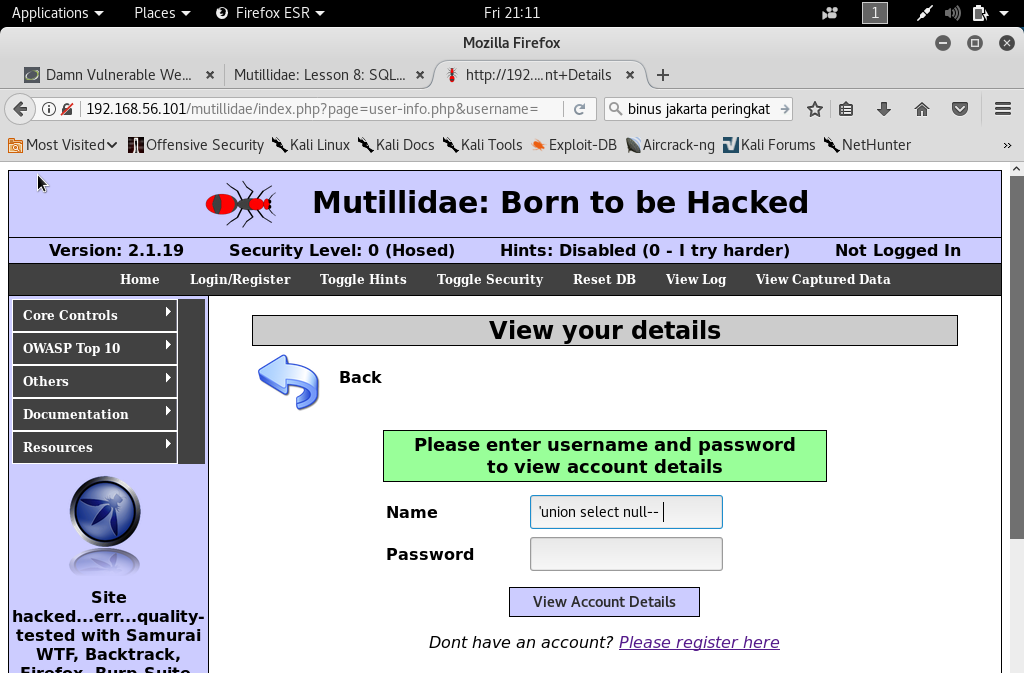 Applications Places Firefox ESR Fri 21:11 1
Mozilla Firefox
Damn Vulnerable We... × Mutillidae: Lesson 8: SQL... × http://192....nt+Details ×
192.168.56.101/mutillidae/index.php?page=user-info.php&username= binus jakarta peringkat
Most Visited Offensive Security Kali Linux Kali Docs Kali Tools Exploit-DB Aircrack-ng Kali Forums NetHunter »
Mutillidae: Born to be Hacked
Version: 2.1.19 Security Level: 0 (Hosed) Hints: Disabled (0 - I try harder) Not Logged In
Home Login/Register Toggle Hints Toggle Security Reset DB View Log View Captured Data
Core Controls
OWASP Top 10
Others
Documentation
Resources
Site
hacked...err...quality-
tested with Samurai
WTF, Backtrack,
Firefox, Burp-Suite,
View your details
Back
Please enter username and password
to view account details
Name 'union select null--
Password
View Account Details
Dont have an account? Please register here